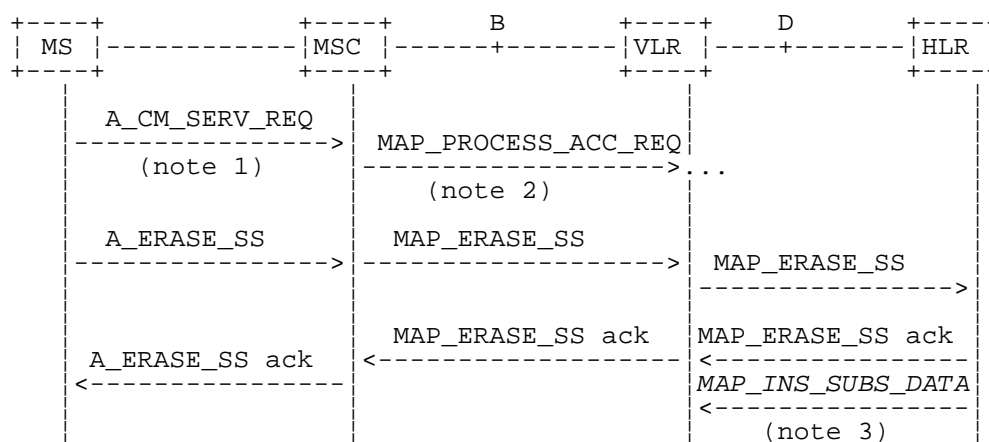 +----+ +----+ B +----+ D +----
¦ MS ¦------------¦MSC ¦------+-------¦VLR ¦----+-------¦HLR
+----+ +----+ +----+ +----
A_CM_SERV_REQ
------------------> MAP_PROCESS_ACC_REQ
(note 1) --------------------->...
(note 2)
A_ERASE_SS MAP_ERASE_SS
-----------------> -------------------> MAP_ERASE_SS
---------------->
MAP_ERASE_SS ack MAP_ERASE_SS ack
A_ERASE_SS ack <------------------- <----------------
<---------------- MAP_INS_SUBS_DATA
<----------------
(note 3)